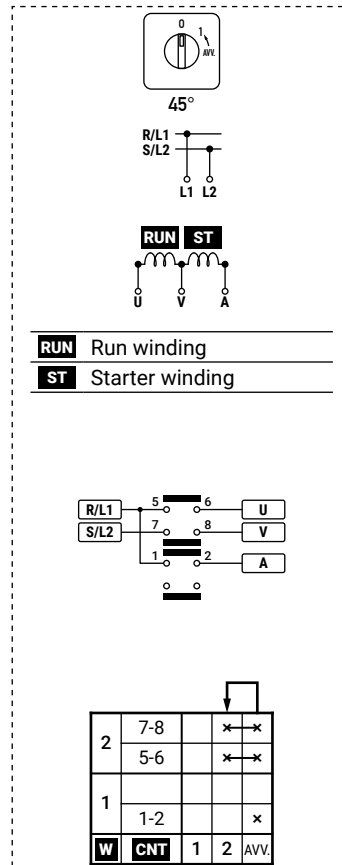 0
1
AVV.
45°
R/L1
S/L2
L1 L2
RUN ST
U V A
RUN Run winding
ST Starter winding
R/L1 5 6 U
S/L2 7 8 V
1 2 A
2 7-8 × ×
5-6 × ×
1
1-2 ×
W CNT 1 2 AVV.